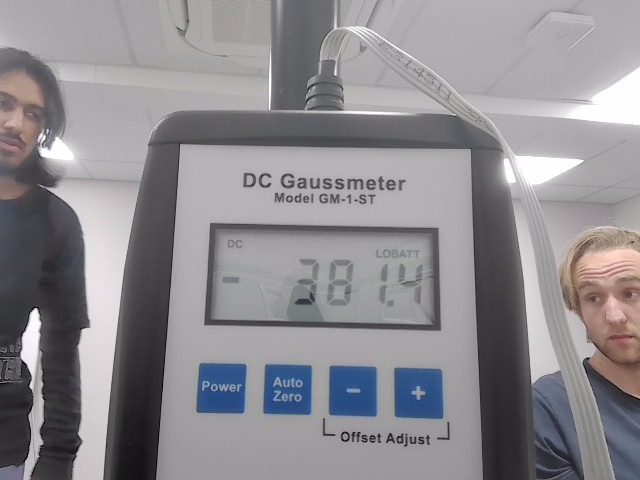 DC Gaussmeter
Model GM-1-ST
DC
LOBATT
- 381.4
Power
Auto
Zero
-
+
Offset Adjust